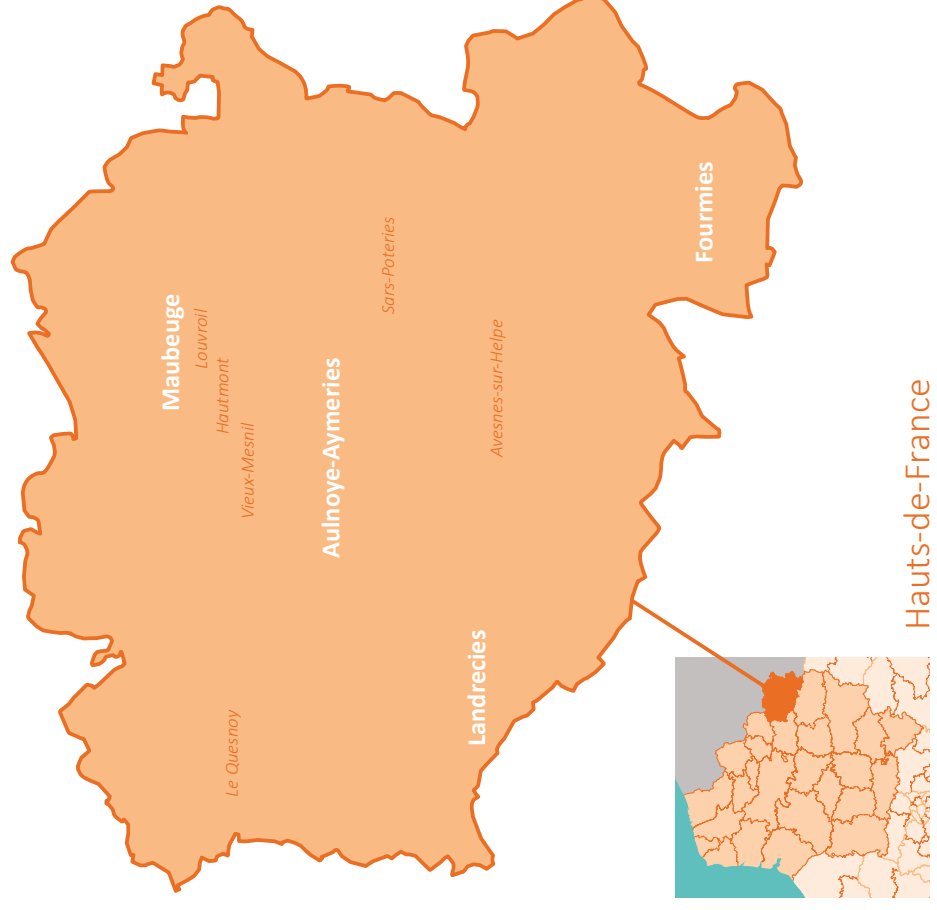 Maubeuge
Louvroil
Hautmont
Vieux-Mesnil
Le Quesnoy
Aulnoye-Aymeries
Sars-Poteries
Avesnes-sur-Helpe
Landrecies
Fourmies
Hauts-de-France